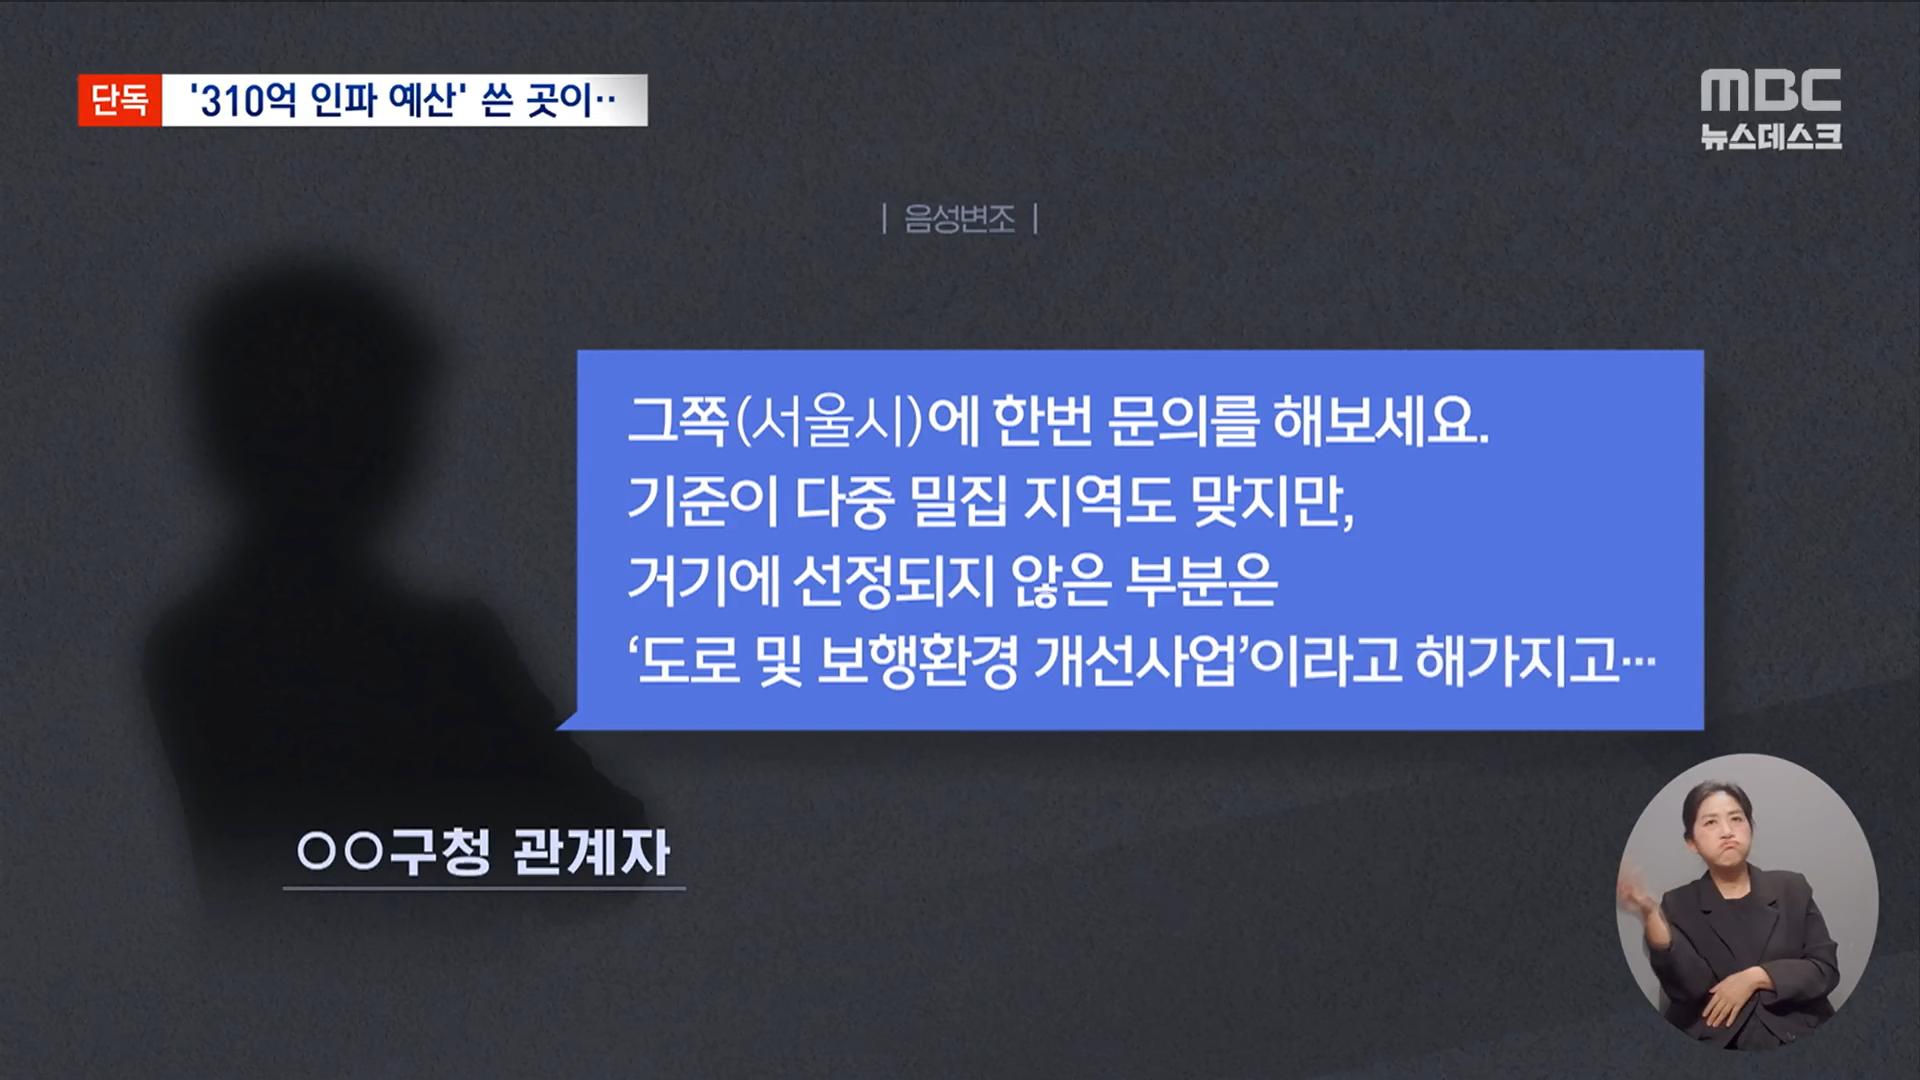 단독 '310억 인파 예산' 쓴 곳이··
MBC
뉴스데스크
| 음성변조 |
그쪽(서울시)에 한번 문의를 해보세요.
기준이 다중 밀집 지역도 맞지만,
거기에 선정되지 않은 부분은
‘도로 및 보행환경 개선사업’이라고 해가지고…
○○구청 관계자